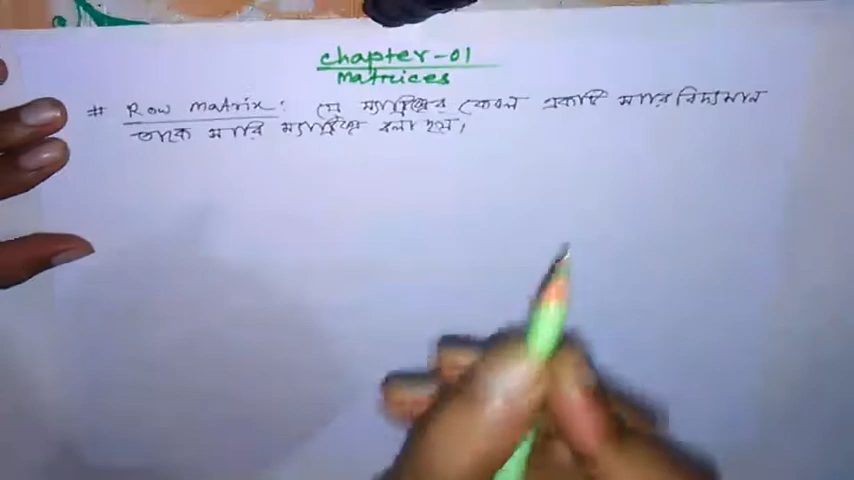 chapter-01
Matrices
# Row matrix: যে ম্যাট্রিক্সের কেবল একটি সারি বিদ্যমান
তাকে সারি ম্যাট্রিক্স বলা হয়।